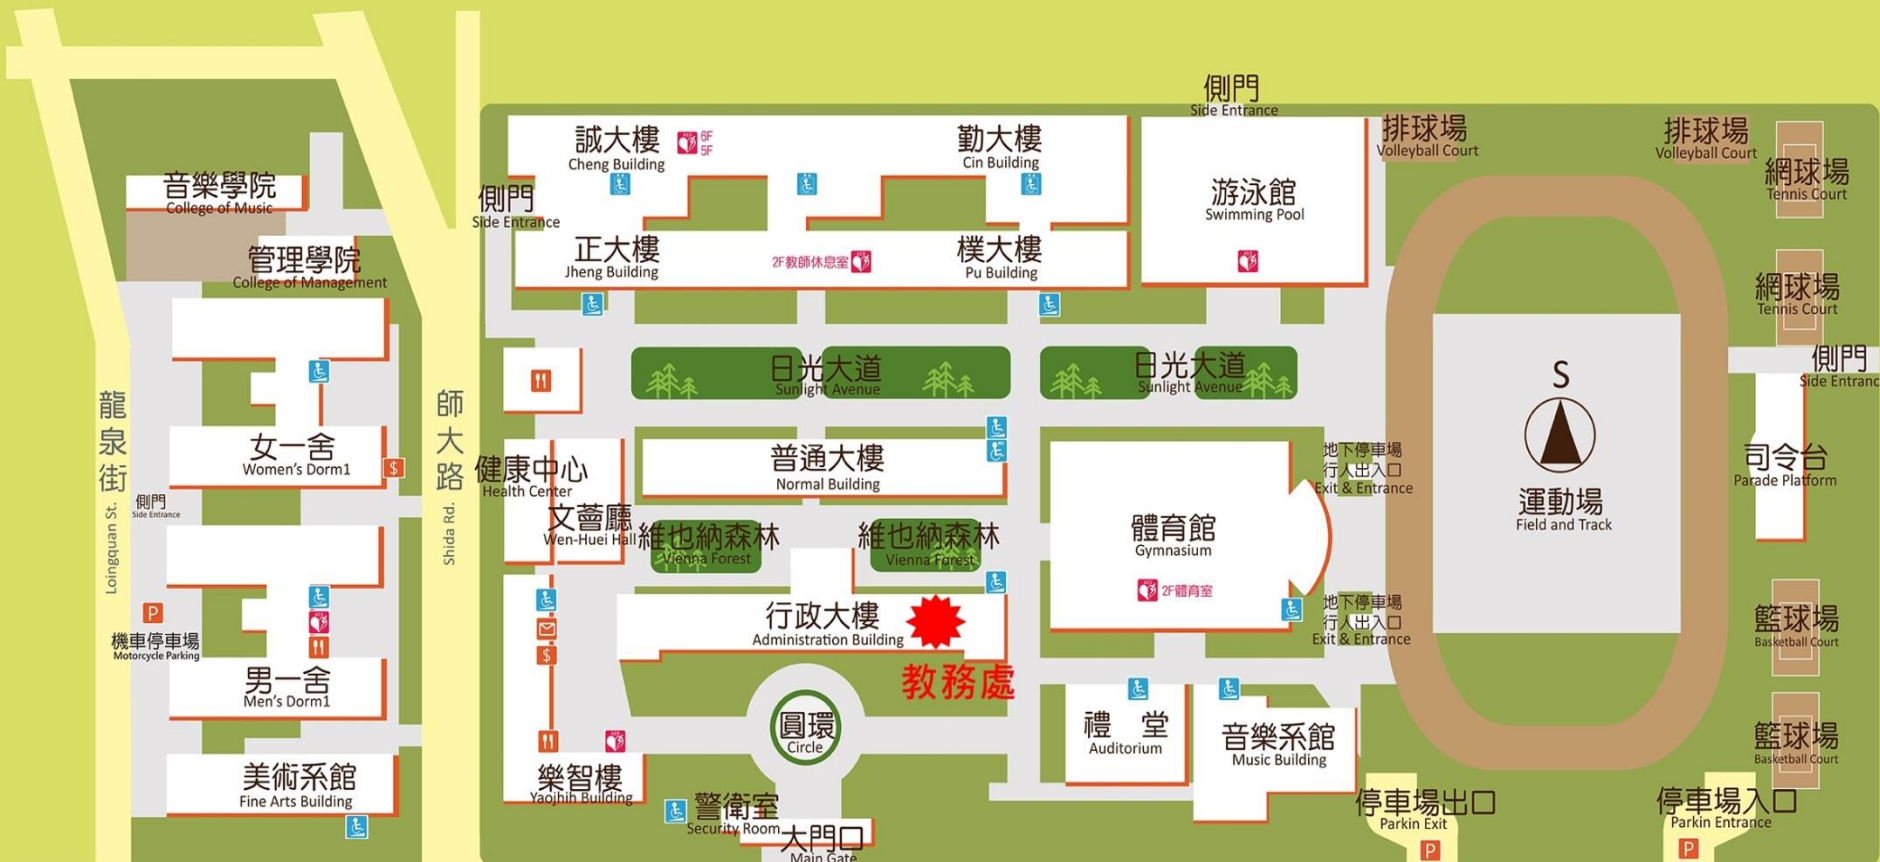 側門
Side Entrance
誠大樓
Cheng Building
AED
6F
5F
勤大樓
Cin Building
排球場
Volleyball Court
排球場
Volleyball Court
網球場
Tennis Court
音樂學院
College of Music
側門
Side Entrance
游泳館
Swimming Pool
管理學院
College of Management
正大樓
Jheng Building
2F教師休息室
樸大樓
Pu Building
網球場
Tennis Court
日光大道
Sunlight Avenue
日光大道
Sunlight Avenue
側門
Side Entranc
S
龍泉街
Loingquan St.
師大路
Shida Rd.
女一舍
Women's Dorm1
$
健康中心
Health Center
普通大樓
Normal Building
地下停車場
行人出入口
Exit & Entrance
司令台
Parade Platform
側門
Side Entrance
文薈廳
Wen-Huei Hall
維也納森林
Vienna Forest
維也納森林
Vienna Forest
體育館
Gymnasium
運動場
Field and Track
2F體育室
P
機車停車場
Motorcycle Parking
行政大樓
Administration Building
地下停車場
行人出入口
Exit & Entrance
籃球場
Basketball Court
$
教務處
男一舍
Men's Dorm1
圓環
Circle
禮 堂
Auditorium
音樂系館
Music Building
籃球場
Basketball Court
美術系館
Fine Arts Building
樂智樓
Yaojhih Building
警衛室
Security Room
大門口
Main Gate
停車場出口
Parkin Exit
P
停車場入口
Parkin Entrance
P